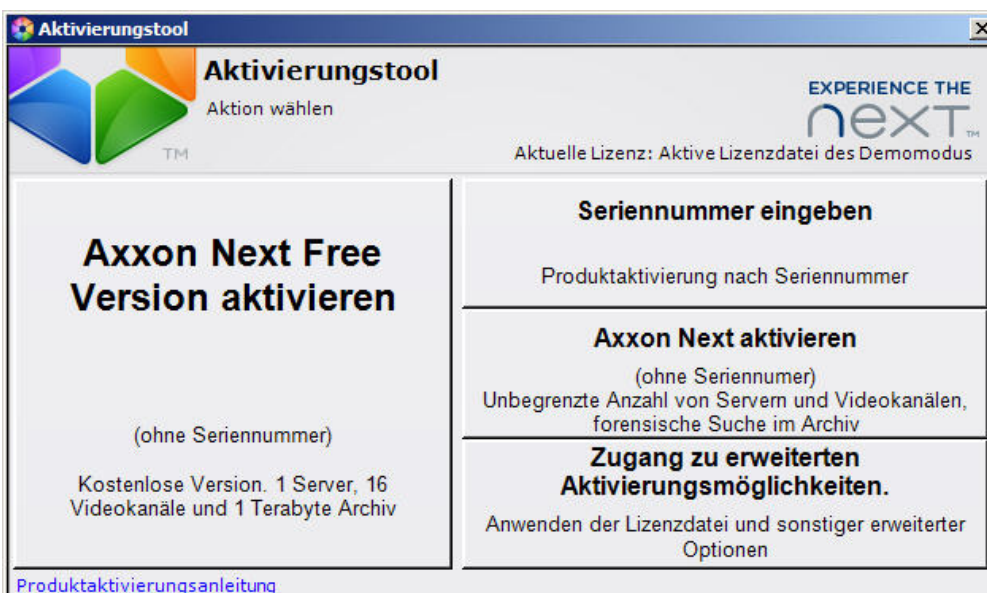 Aktivierungstool
Aktivierungstool
Aktion wählen
TM
EXPERIENCE THE
next TM
Aktuelle Lizenz: Aktive Lizenzdatei des Demomodus
Axxon Next Free
Version aktivieren
(ohne Seriennummer)
Kostenlose Version. 1 Server, 16
Videokanäle und 1 Terabyte Archiv
Seriennummer eingeben
Produktaktivierung nach Seriennummer
Axxon Next aktivieren
(ohne Seriennumer)
Unbegrenzte Anzahl von Servern und Videokanälen,
forensische Suche im Archiv
Zugang zu erweiterten
Aktivierungsmöglichkeiten.
Anwenden der Lizenzdatei und sonstiger erweiterter
Optionen
Produktaktivierungsanleitung